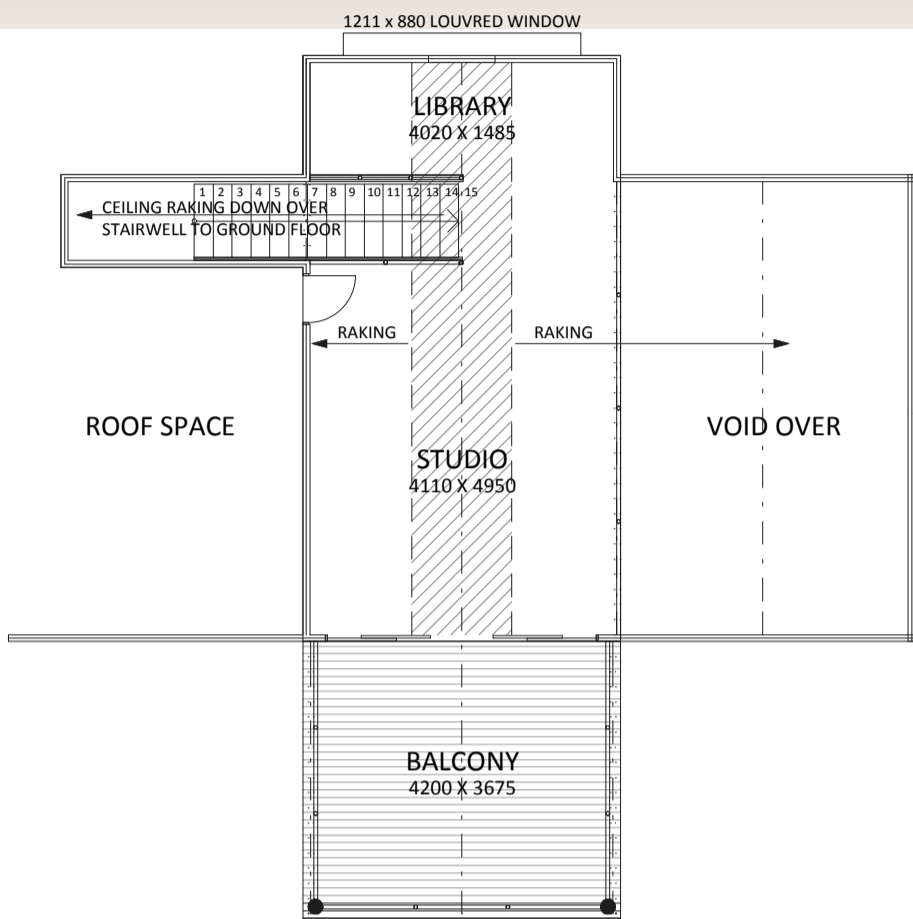 1211 x 880 LOUVRED WINDOW
LIBRARY
4020 X 1485
1 2 3 4 5 6 7 8 9 10 11 12 13 14 15
CEILING RAKING DOWN OVER
STAIRWELL TO GROUND FLOOR
RAKING
RAKING
ROOF SPACE
VOID OVER
STUDIO
4110 X 4950
BALCONY
4200 X 3675